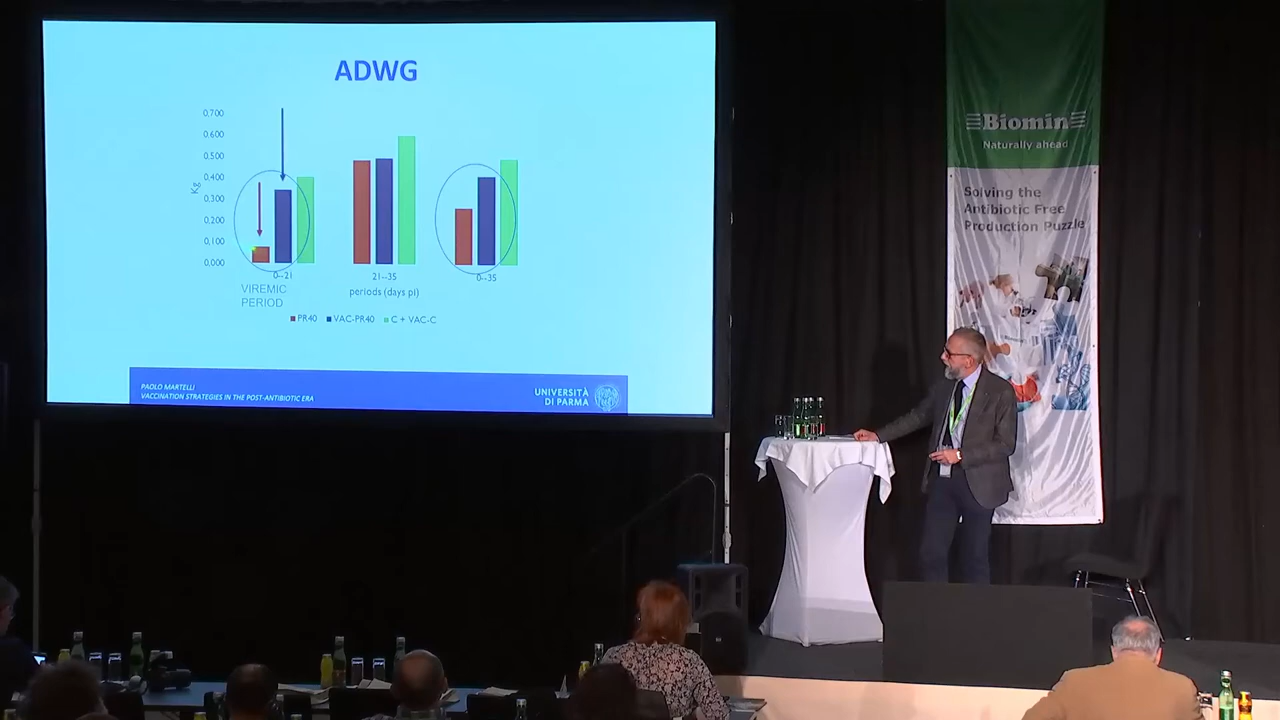 ADWG
0,700
0,600
0,500
0,400
0,300
0,200
0,100
0,000
Kg
0--21
21--35
0--35
VIREMIC
PERIOD
periods (days pi)
PR40
VAC-PR40
C + VAC-C
PAOLO MARTELLI
VACCINATION STRATEGIES IN THE POST-ANTIBIOTIC ERA
UNIVERSITÀ
DI PARMA
Biomin
Naturally ahead
Solving the
Antibiotic Free
Production Puzzle